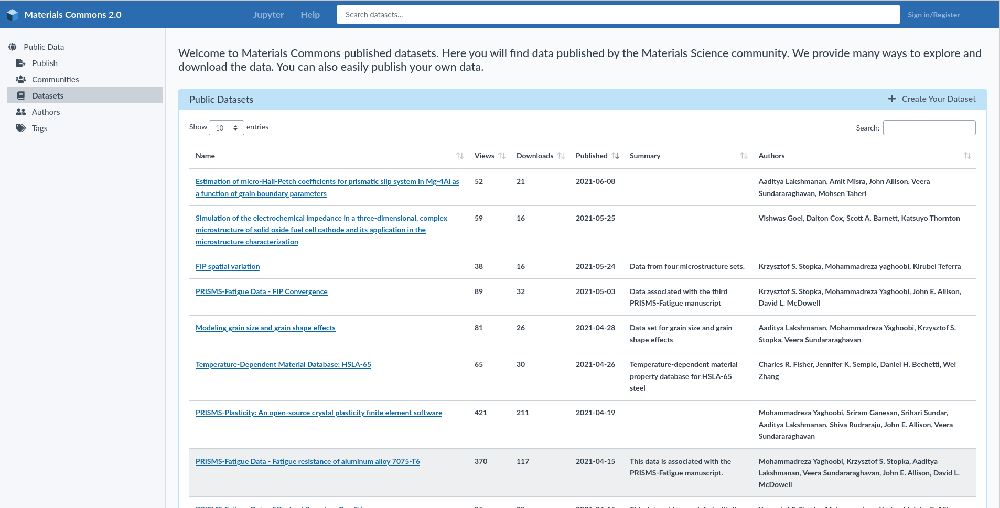 Materials Commons 2.0
Jupyter
Help
Search datasets...
Sign in/Register
Public Data
Publish
Communities
Datasets
Authors
Tags
Welcome to Materials Commons published datasets. Here you will find data published by the Materials Science community. We provide many ways to explore and
download the data. You can also easily publish your own data.
Public Datasets
Create Your Dataset
Show 10 entries
Search:
Name Views Downloads Published Summary Authors
Estimation of micro-Hall-Petch coefficients for prismatic slip system in Mg-4Al as 52 21 2021-06-08 Aaditya Lakshmanan, Amit Misra, John Allison, Veera
a function of grain boundary parameters Sundararaghavan, Mohsen Taheri
Simulation of the electrochemical impedance in a three-dimensional, complex 59 16 2021-05-25 Vishwas Goel, Dalton Cox, Scott A. Barnett, Katsuyo Thornton
microstructure of solid oxide fuel cell cathode and its application in the
microstructure characterization
FIP spatial variation 38 16 2021-05-24 Data from four microstructure sets. Krzysztof S. Stopka, Mohammadreza yaghoobi, Kirubel Teferra
PRISMS-Fatigue Data - FIP Convergence 89 32 2021-05-03 Data associated with the third Krzysztof S. Stopka, Mohammadreza Yaghoobi, John E. Allison,
PRISMS-Fatigue manuscript David L. McDowell
Modeling grain size and grain shape effects 81 26 2021-04-28 Data set for grain size and grain Aaditya Lakshmanan, Mohammadreza Yaghoobi, Krzysztof S.
shape effects Stopka, Veera Sundararaghavan
Temperature-Dependent Material Database: HSLA-65 65 30 2021-04-26 Temperature-dependent material Charles R. Fisher, Jennifer K. Semple, Daniel H. Bechetti, Wei
property database for HSLA-65 Zhang
steel
PRISMS-Plasticity: An open-source crystal plasticity finite element software 421 211 2021-04-19 Mohammadreza Yaghoobi, Sriram Ganesan, Srihari Sundar,
Aaditya Lakshmanan, Shiva Rudraraju, John E. Allison, Veera
Sundararaghavan
PRISMS-Fatigue Data - Fatigue resistance of aluminum alloy 7075-T6 370 117 2021-04-15 This data is associated with the Mohammadreza Yaghoobi, Krzysztof S. Stopka, Aaditya
PRISMS-Fatigue manuscript. Lakshmanan, Veera Sundararaghavan, John E. Allison, David L.
McDowell